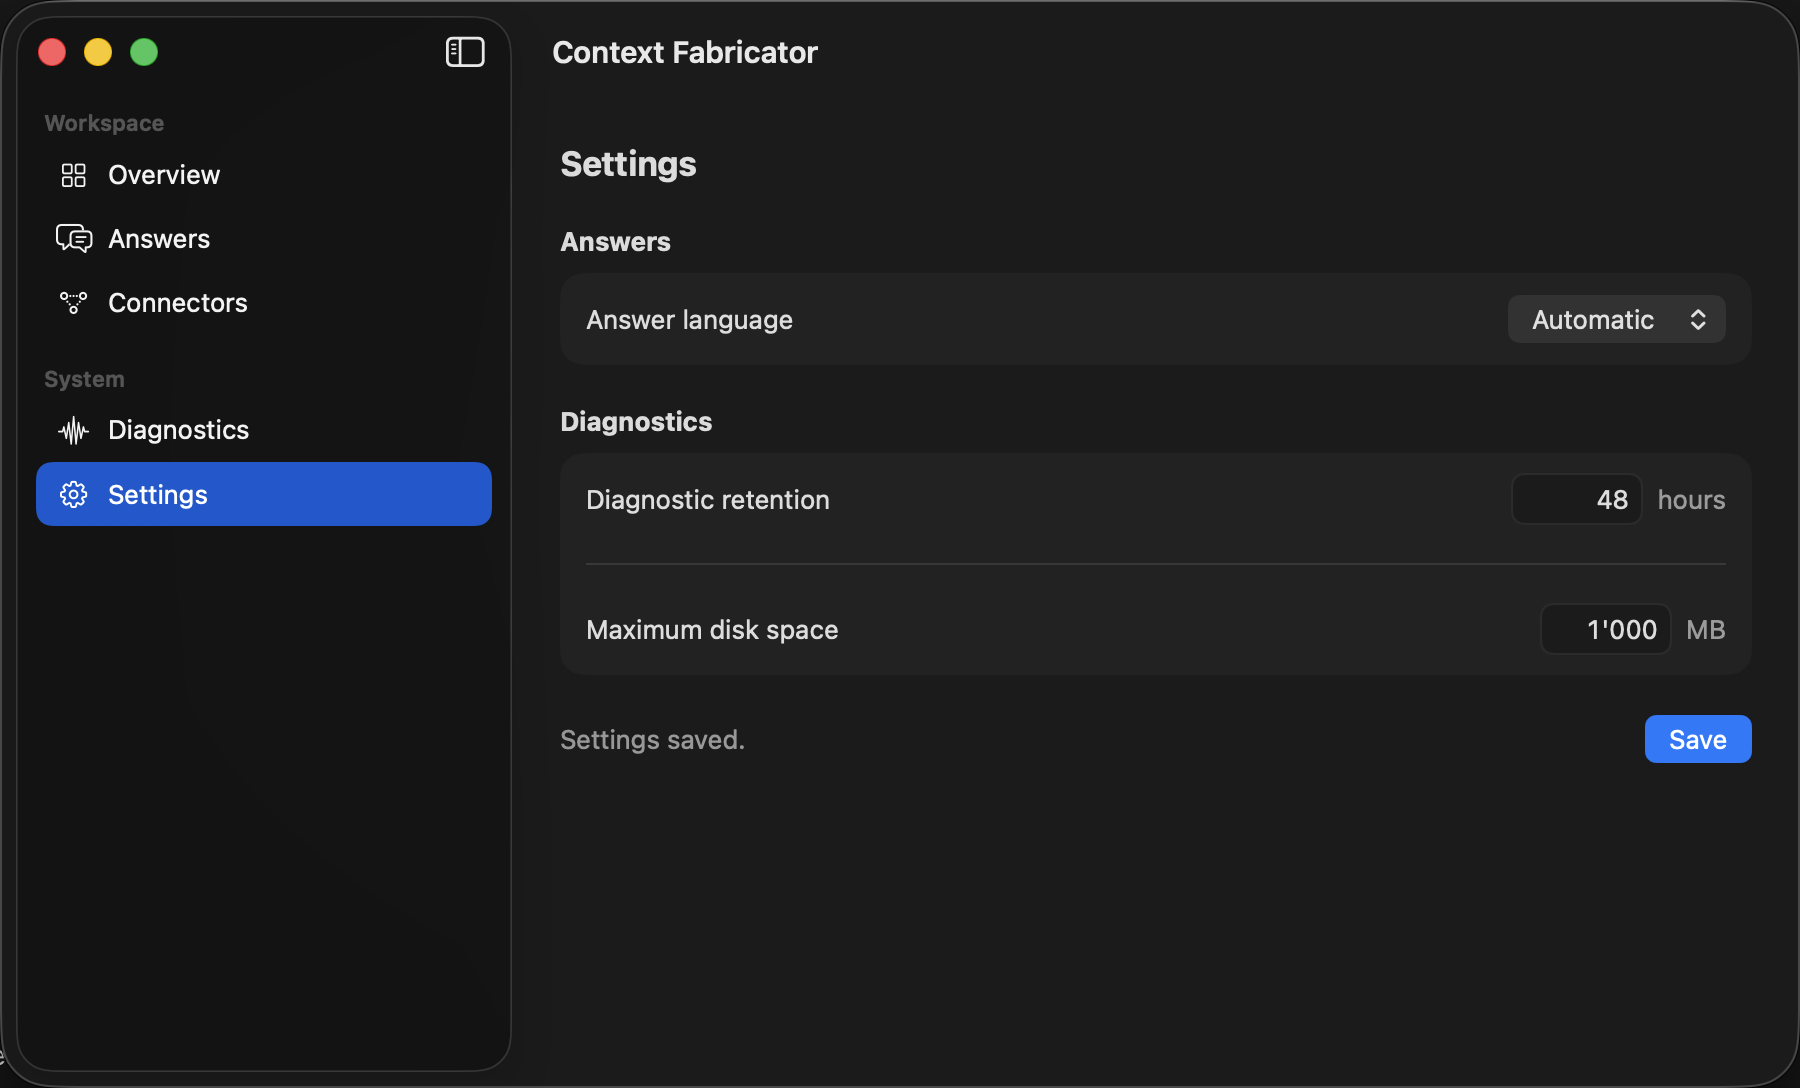 Context Fabricator
Workspace
Overview
Answers
Connectors
System
Diagnostics
Settings
Settings
Answers
Answer language
Automatic
Diagnostics
Diagnostic retention
48 hours
Maximum disk space
1'000 MB
Settings saved.
Save